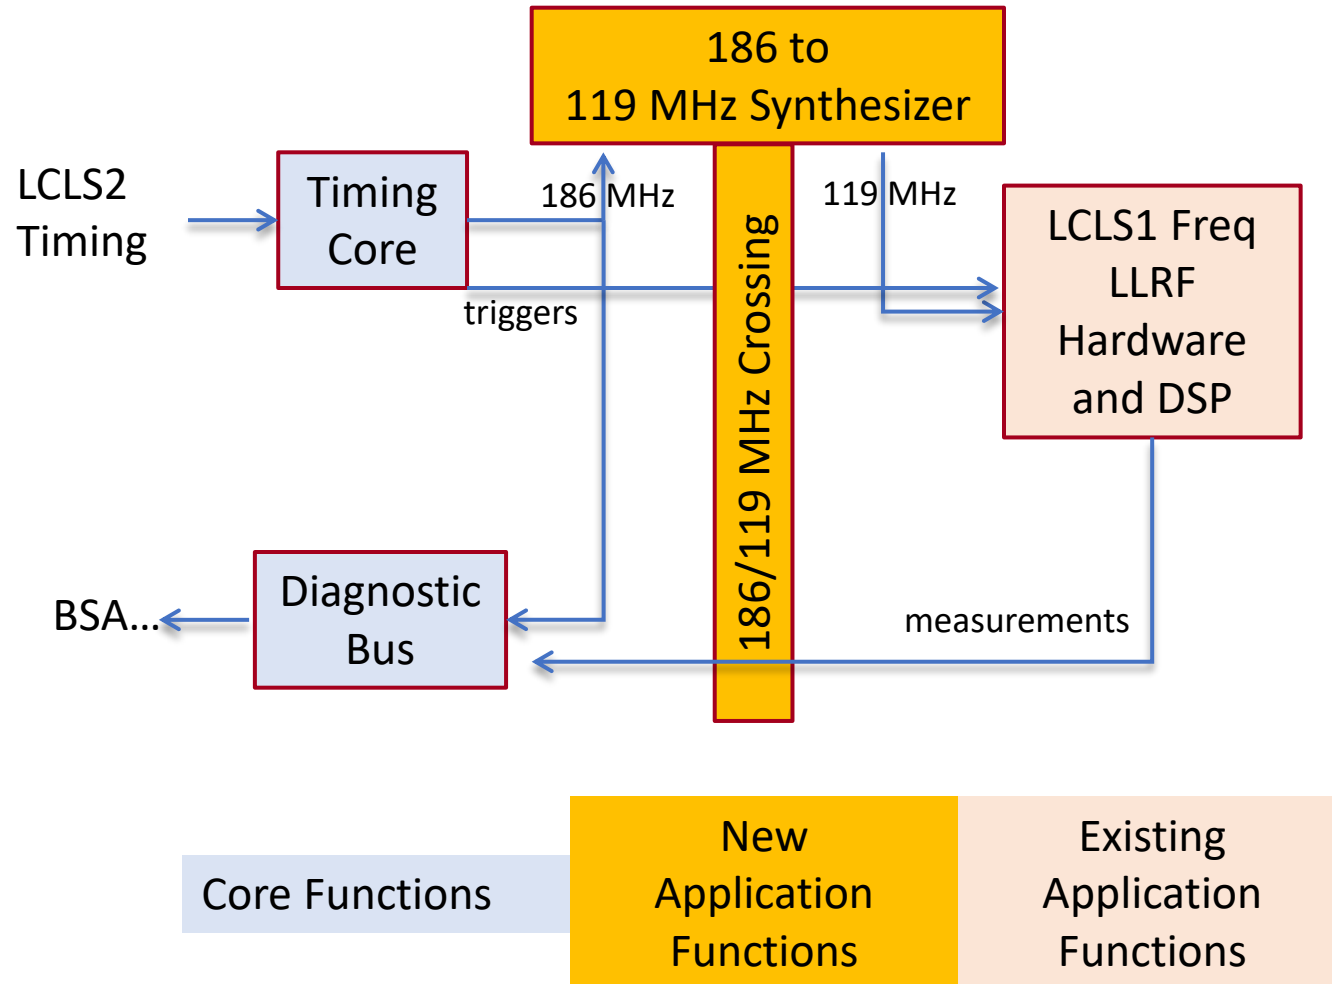 186 to
119 MHz Synthesizer
LCLS2
Timing
Timing
Core
186 MHz
119 MHz
LCLS1 Freq
LLRF
Hardware
and DSP
triggers
186/119 MHz Crossing
Diagnostic
Bus
BSA...
measurements
Core Functions
New
Application
Functions
Existing
Application
Functions